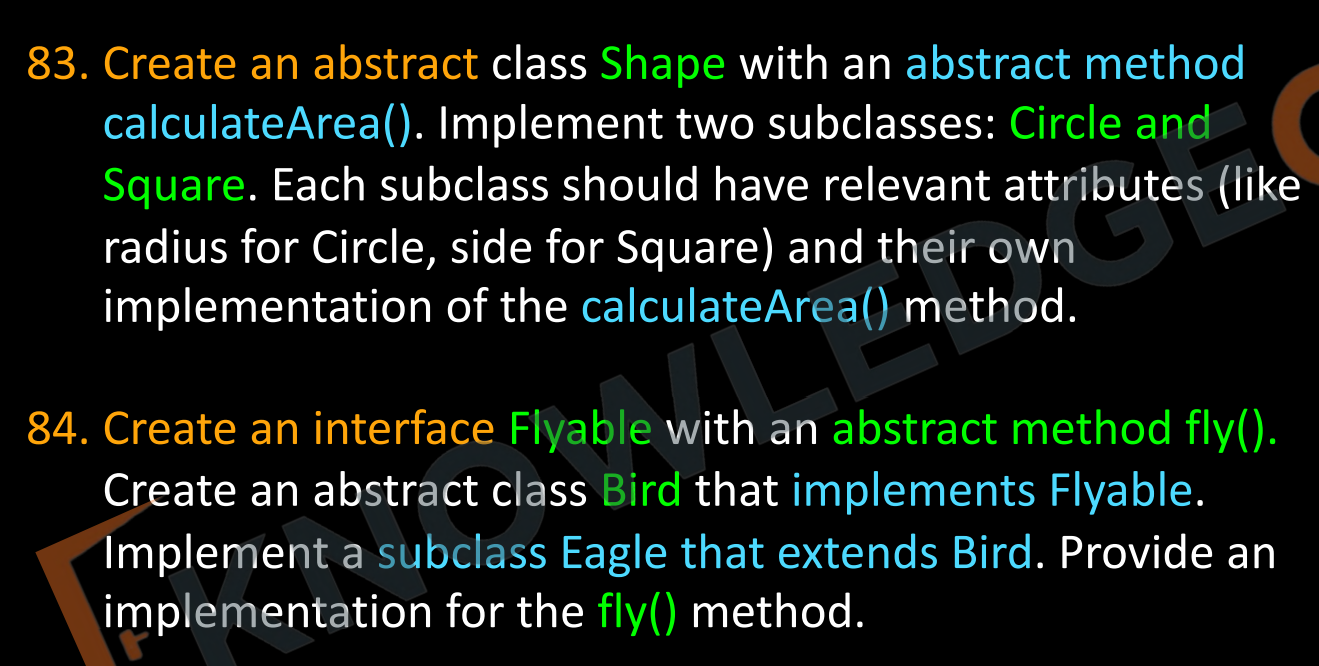 83. Create an abstract class Shape with an abstract method
calculateArea(). Implement two subclasses: Circle and
Square. Each subclass should have relevant attributes (like
radius for Circle, side for Square) and their own
implementation of the calculateArea() method.
84. Create an interface Flyable with an abstract method fly().
Create an abstract class Bird that implements Flyable.
Implement a subclass Eagle that extends Bird. Provide an
implementation for the fly() method.
KNOWLEDGE